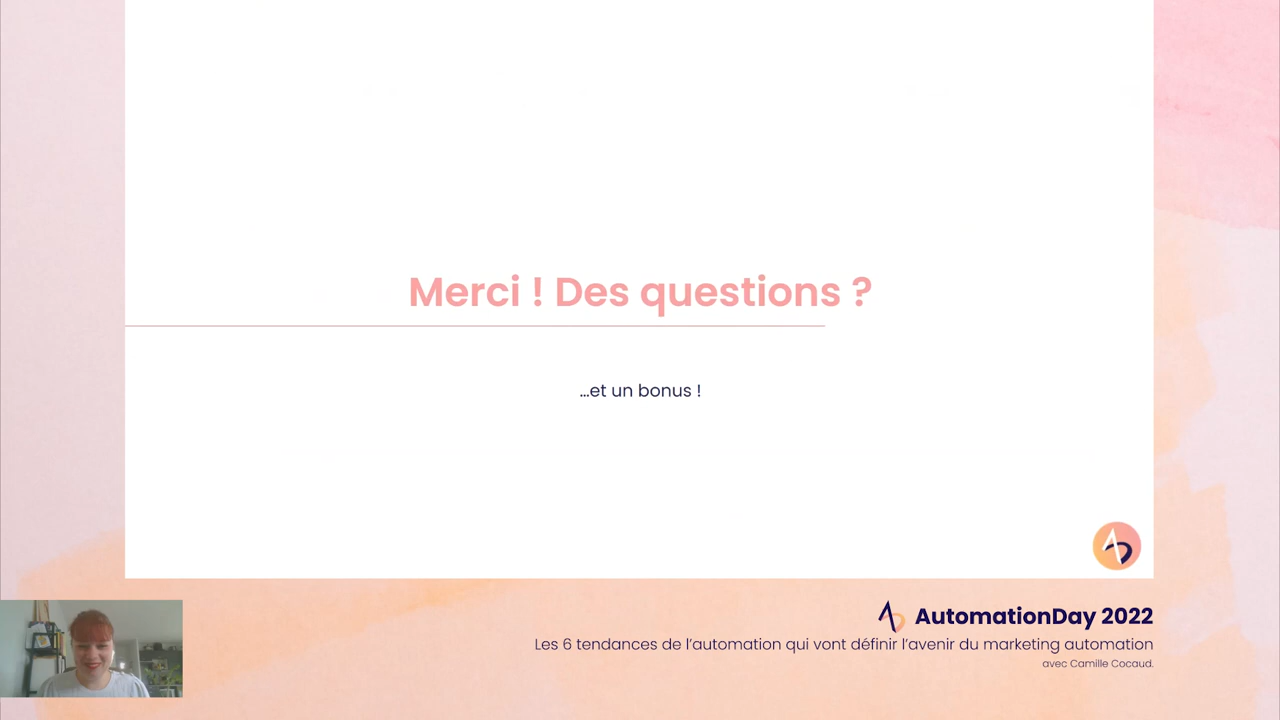 Merci ! Des questions ?
...et un bonus !
AutomationDay 2022
Les 6 tendances de l'automation qui vont définir l'avenir du marketing automation
avec Camille Cocaud.